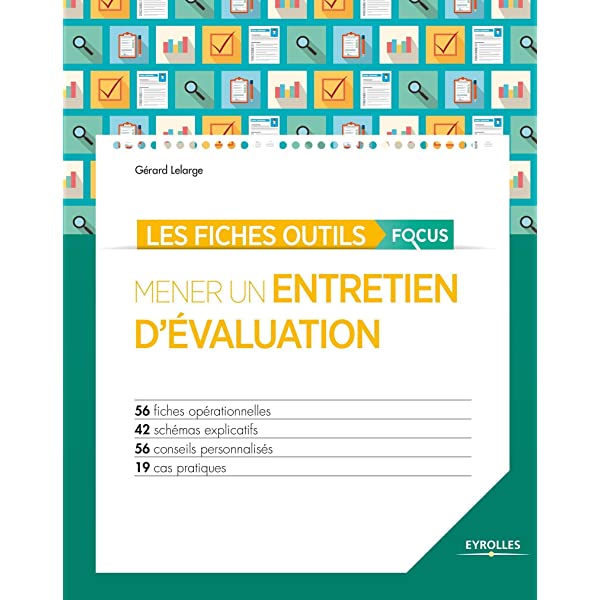 Gérard Lelarge
LES FICHES OUTILS FOCUS
MENER UN ENTRETIEN
D'ÉVALUATION
56 fiches opérationnelles
42 schémas explicatifs
56 conseils personnalisés
19 cas pratiques
EYROLLES